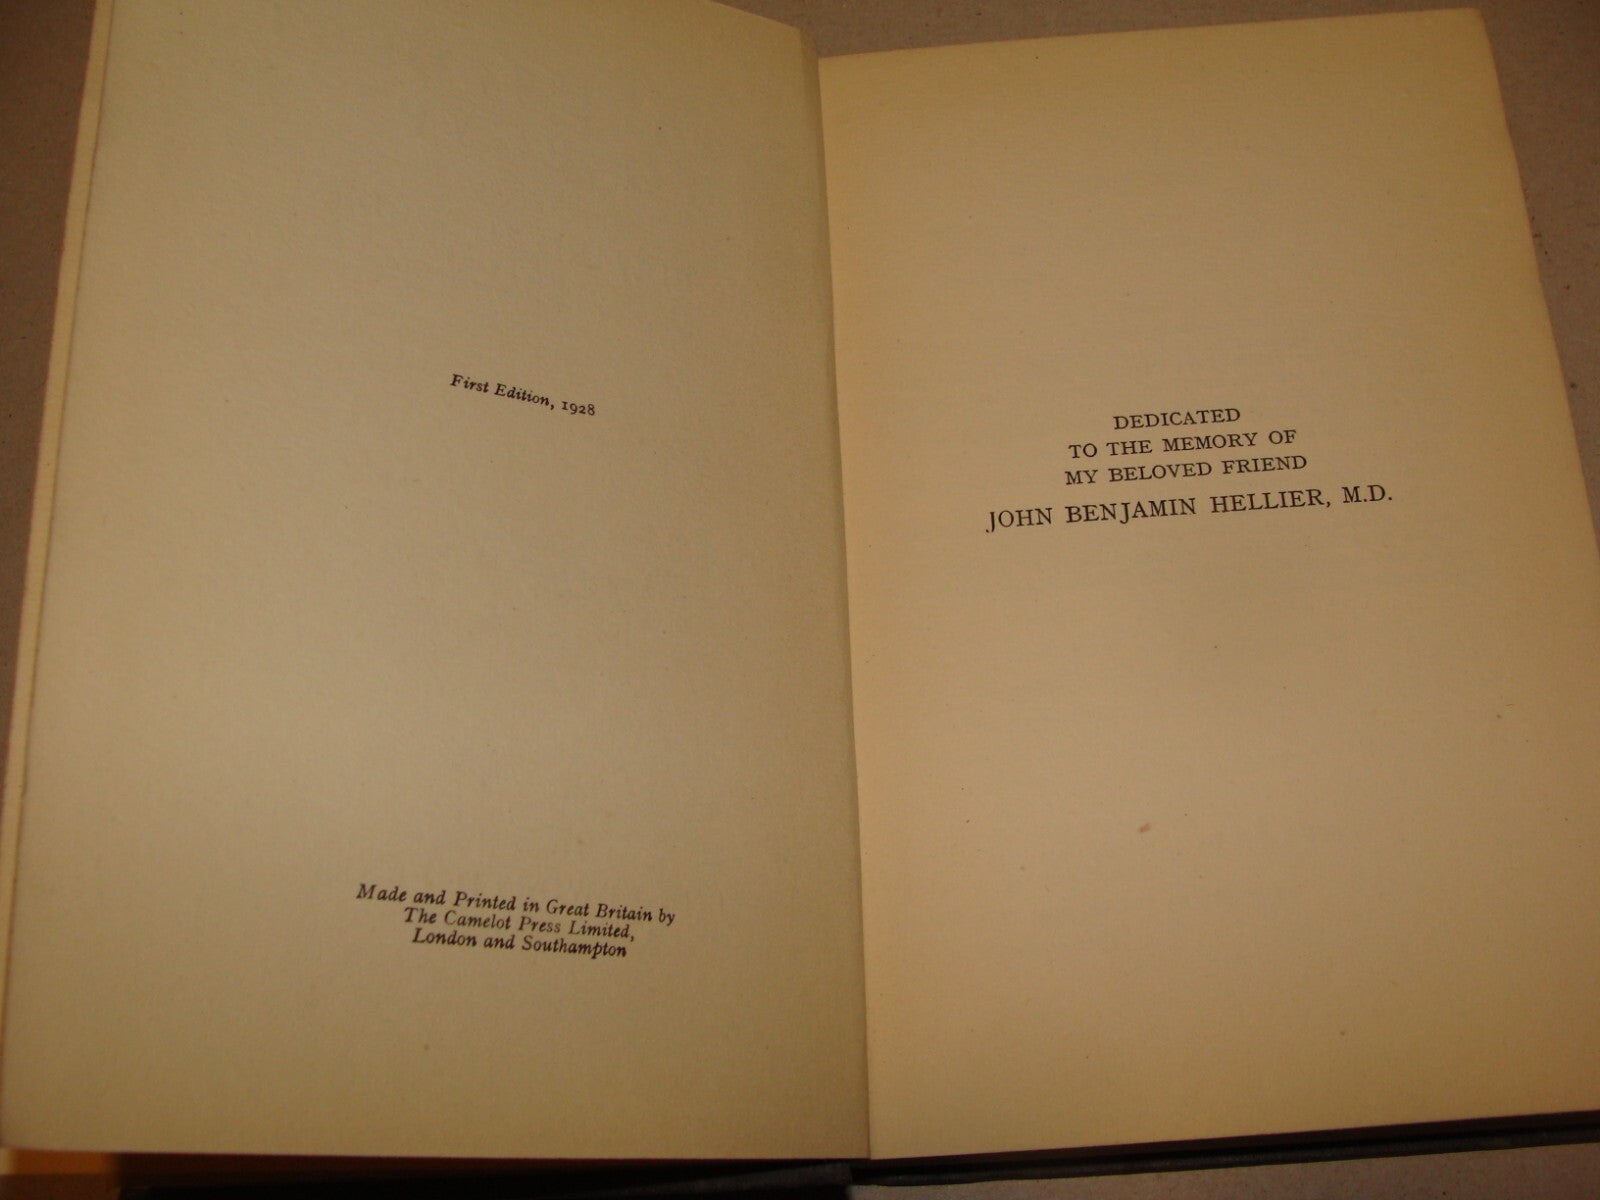 First Edition, 1928
Made and Printed in Great Britain by
The Camelot Press Limited,
London and Southampton
DEDICATED
TO THE MEMORY OF
MY BELOVED FRIEND
JOHN BENJAMIN HELLIER, M.D.